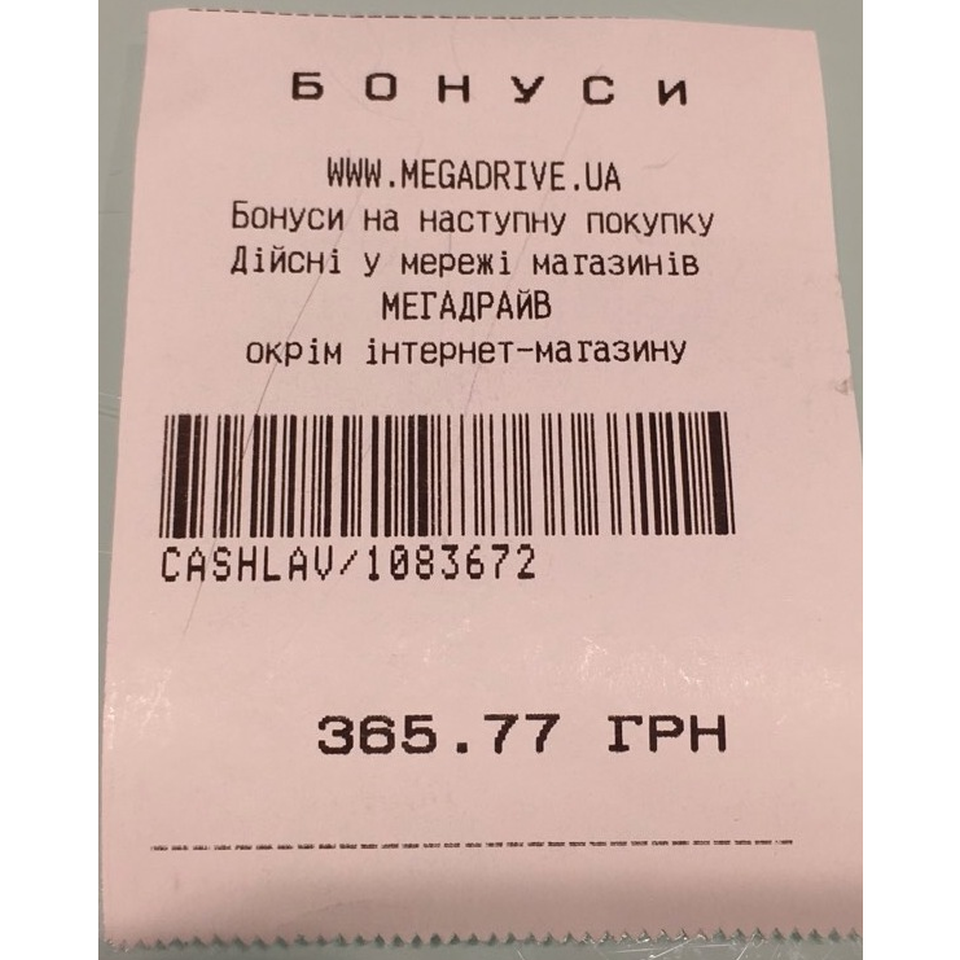 БОНУСИ
WWW.MEGADRIVE.UA
Бонуси на наступну покупку
Дійсні у мережі магазинів
МЕГАДРАЙВ
окрім інтернет-магазину
CASHLAV/1083672
365.77 ГРН